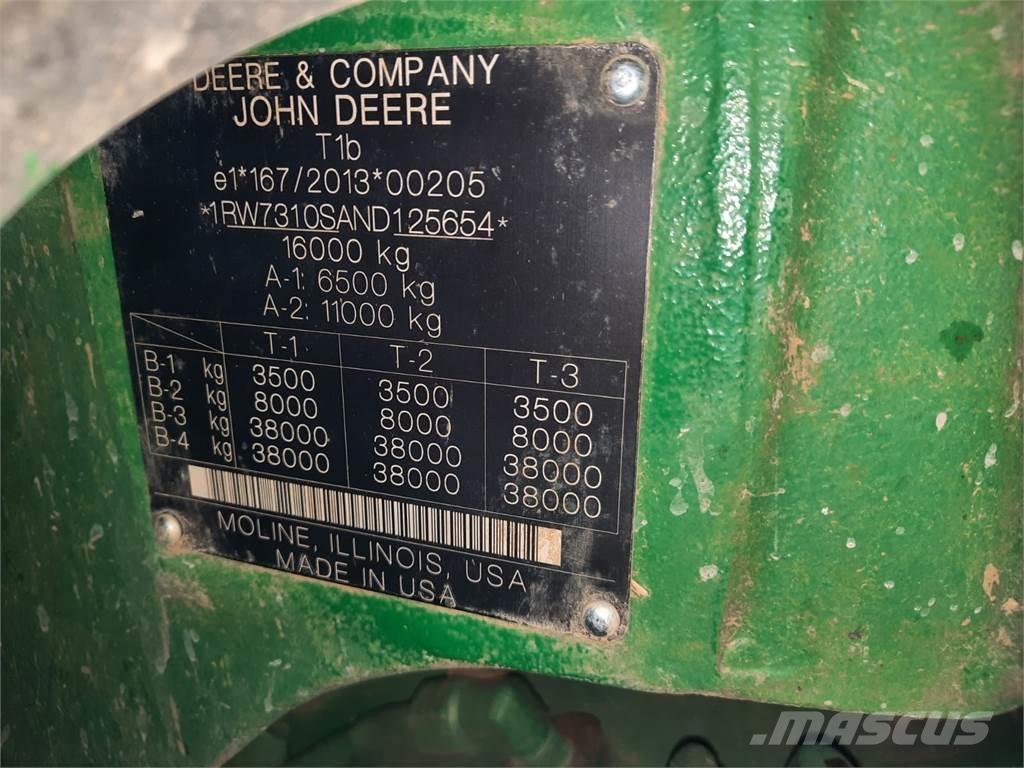 DEERE & COMPANY
JOHN DEERE
T1b
e1*167/2013*00205
*1RW7310SAND125654*
16000 kg
A-1: 6500 kg
A-2: 11000 kg
T-1 T-2 T-3
B-1 kg 3500 3500 3500
B-2 kg 8000 8000 8000
B-3 kg 38000 38000 38000
B-4 kg 38000 38000 38000
MOLINE, ILLINOIS, USA
MADE IN USA
MASCUS